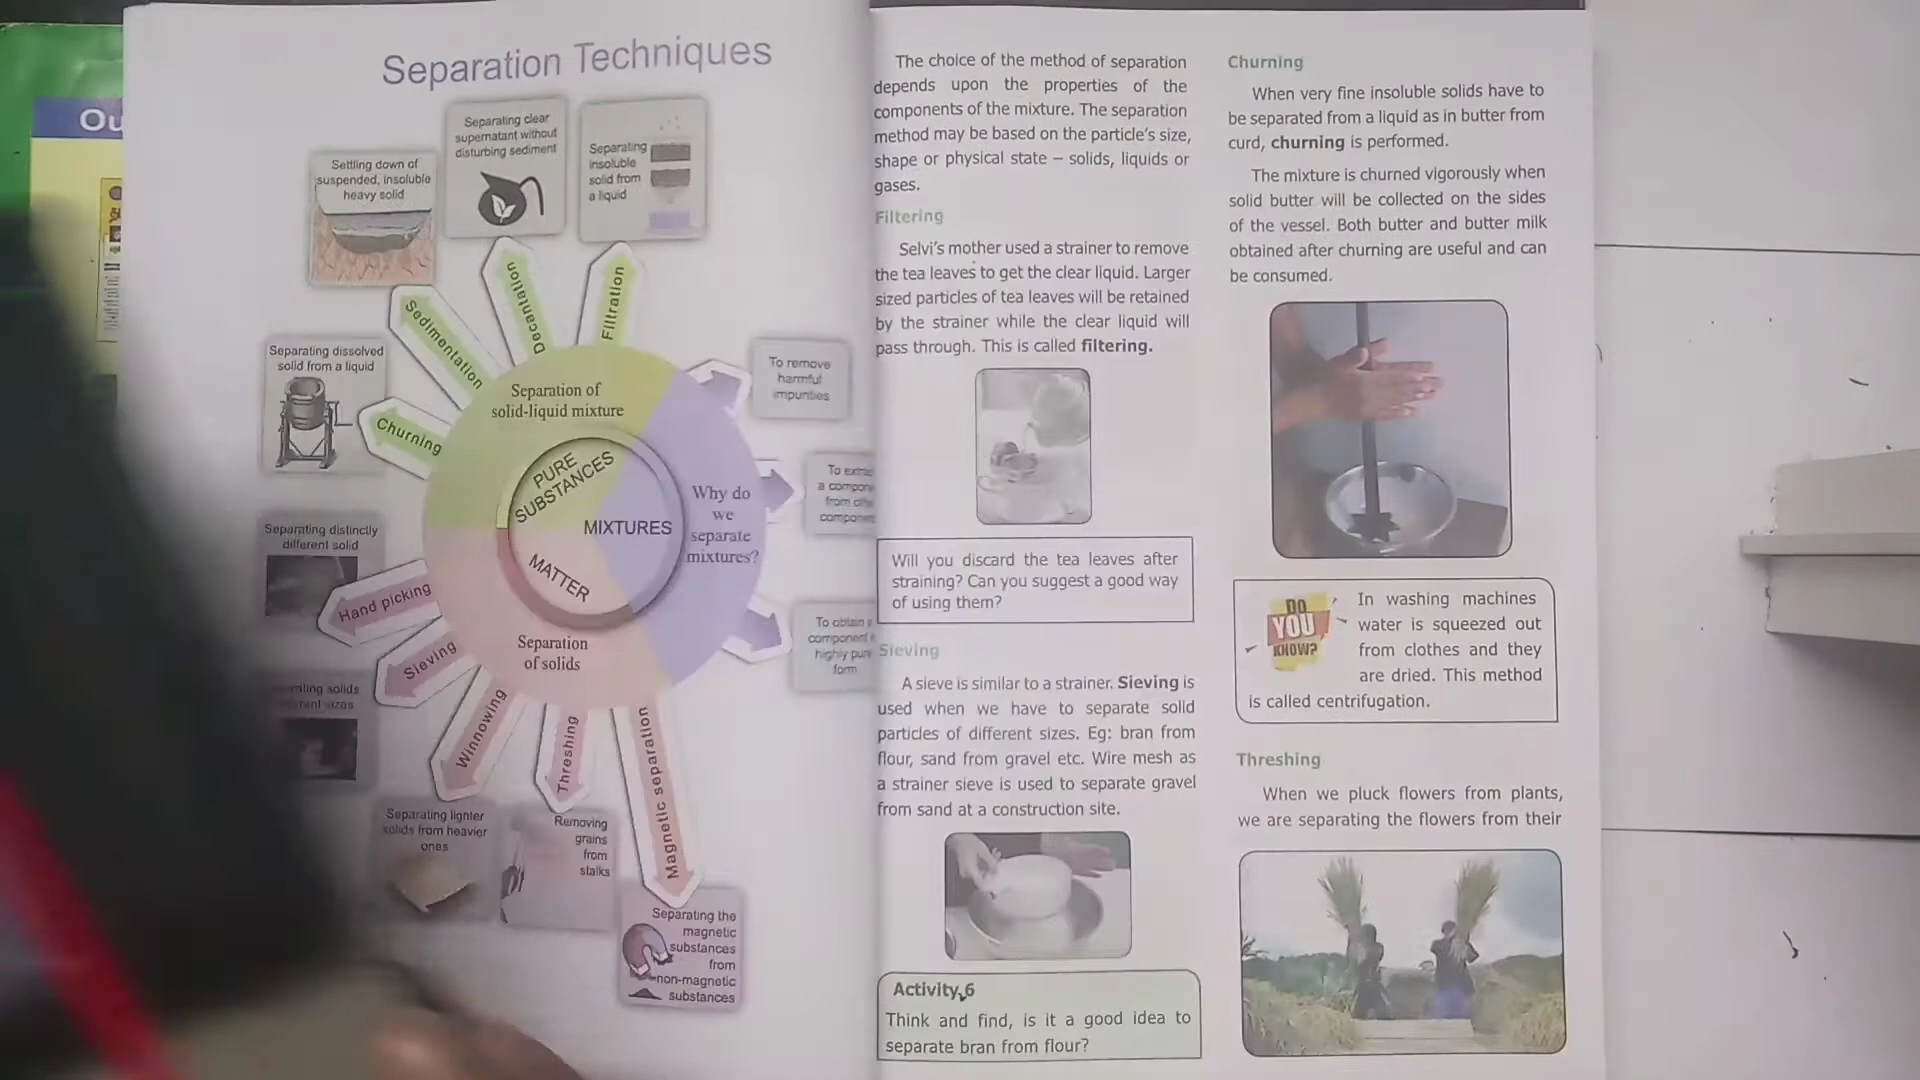 Ou
Separation Techniques
Separating clear
supernatant without
disturbing sediment
Separating
insoluble
solid from
a liquid
Settling down of
suspended, insoluble
heavy solid
Decantation
Filtration
Sedimentation
Separating dissolved
solid from a liquid
Churning
Separation of
solid-liquid mixture
PURE
SUBSTANCES
MIXTURES
MATTER
Why do
we
separate
mixtures?
To remove
harmful
impurities
a compon
from
componen
To obtain
component
highly pure
form
Separating distinctly
different solid
Hand picking
Sieving
Separation
of solids
solids
sizes
Winnowing
Threshing
Magnetic separation
Separating lighter
solids from heavier
ones
Removing
grains
from
stalks
Separating the
magnetic
substances
from
non-magnetic
substances
The choice of the method of separation
depends upon the properties of the
components of the mixture. The separation
method may be based on the particle's size,
shape or physical state – solids, liquids or
gases.
Filtering
Selvi's mother used a strainer to remove
the tea leaves to get the clear liquid. Larger
sized particles of tea leaves will be retained
by the strainer while the clear liquid will
pass through. This is called filtering.
Will you discard the tea leaves after
straining? Can you suggest a good way
of using them?
Sieving
A sieve is similar to a strainer. Sieving is
used when we have to separate solid
particles of different sizes. Eg: bran from
flour, sand from gravel etc. Wire mesh as
a strainer sieve is used to separate gravel
from sand at a construction site.
Activity 6
Think and find, is it a good idea to
separate bran from flour?
Churning
When very fine insoluble solids have to
be separated from a liquid as in butter from
curd, churning is performed.
The mixture is churned vigorously when
solid butter will be collected on the sides
of the vessel. Both butter and butter milk
obtained after churning are useful and can
be consumed.
DO
YOU
KNOW?
In washing machines
water is squeezed out
from clothes and they
are dried. This method
is called centrifugation.
Threshing
When we pluck flowers from plants,
we are separating the flowers from their